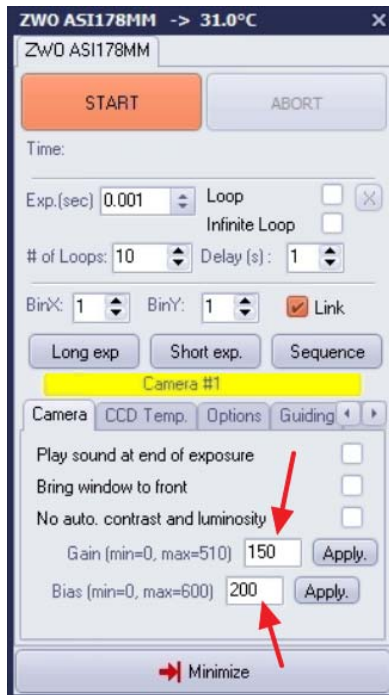 ZWO ASI178MM -> 31.0°C X
ZWO ASI178MM
START ABORT
Time:
Exp.(sec) 0.001 Loop X
Infinite Loop
# of Loops: 10 Delay (s): 1
BinX: 1 BinY: 1 Link
Long exp Short exp. Sequence
Camera #1
Camera CCD Temp. Options Guiding
Play sound at end of exposure
Bring window to front
No auto. contrast and luminosity
Gain (min=0, max=510) 150 Apply.
Bias (min=0, max=600) 200 Apply.
Minimize